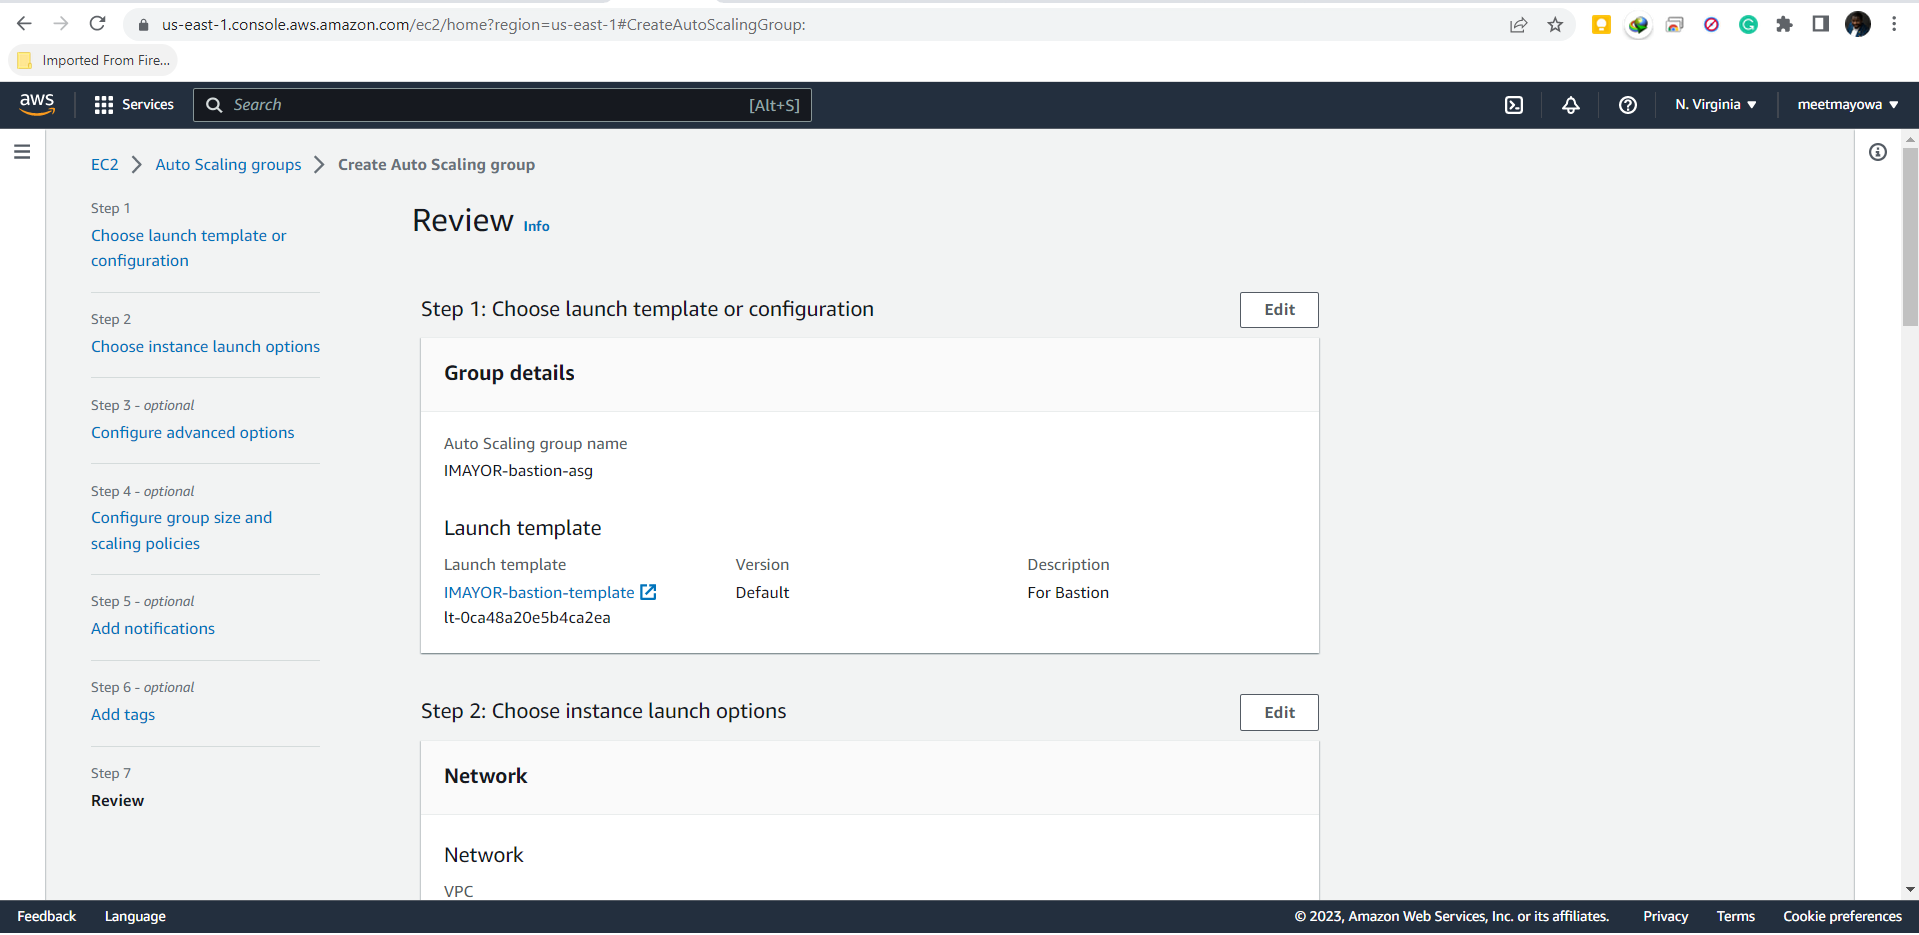 us-east-1.console.aws.amazon.com/ec2/home?region=us-east-1#CreateAutoScalingGroup:
Imported From Fire...
aws
Services
Search
[Alt+S]
N. Virginia
meetmayowa
EC2
Auto Scaling groups
Create Auto Scaling group
Step 1
Choose launch template or
configuration
Step 2
Choose instance launch options
Step 3 - optional
Configure advanced options
Step 4 - optional
Configure group size and
scaling policies
Step 5 - optional
Add notifications
Step 6 - optional
Add tags
Step 7
Review
Review Info
Step 1: Choose launch template or configuration
Edit
Group details
Auto Scaling group name
IMAYOR-bastion-asg
Launch template
Launch template
IMAYOR-bastion-template
lt-0ca48a20e5b4ca2ea
Version
Default
Description
For Bastion
Step 2: Choose instance launch options
Edit
Network
Network
VPC
Feedback
Language
© 2023, Amazon Web Services, Inc. or its affiliates.
Privacy
Terms
Cookie preferences